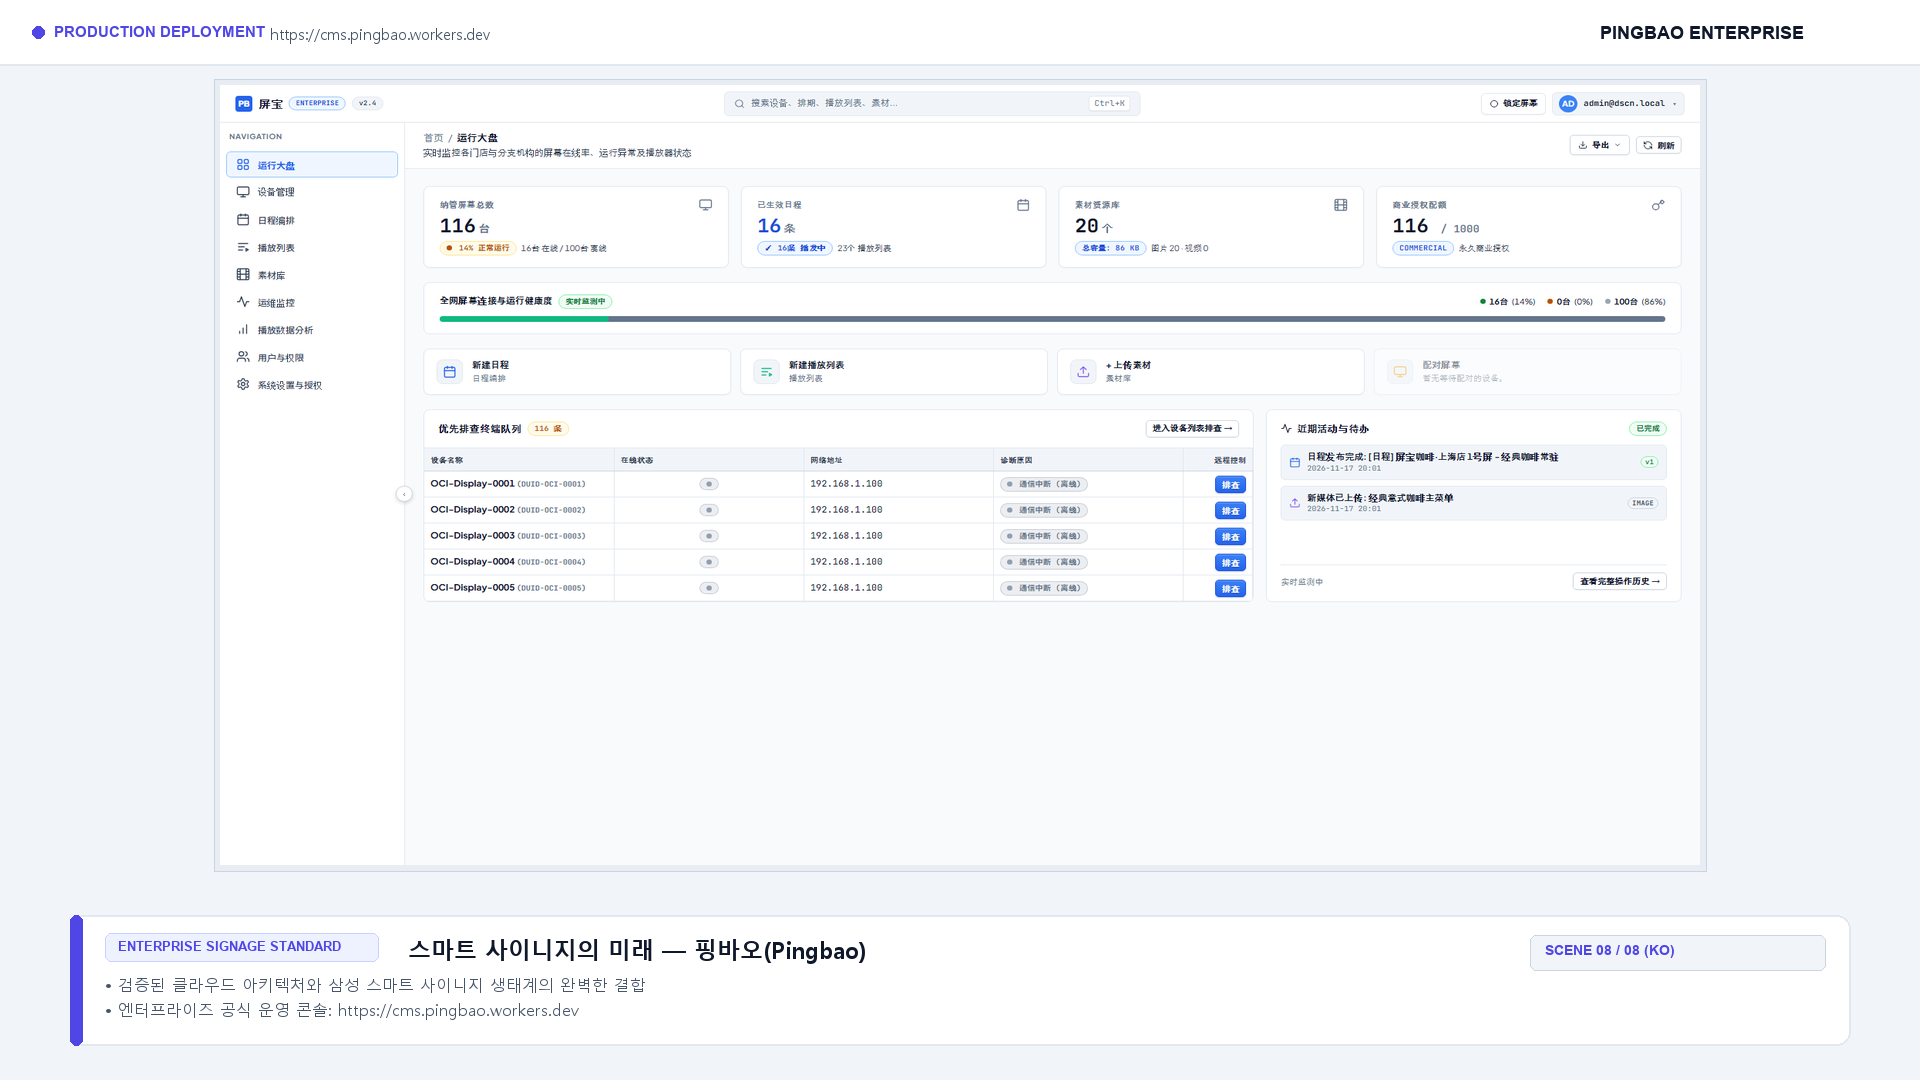 PRODUCTION DEPLOYMENT https://cms.pingbao.workers.dev
PINGBAO ENTERPRISE
PB 屏宝 ENTERPRISE v2.4
搜索设备、排期、播放列表、素材... Ctrl+K
锁定屏幕
AD admin@dscn.local
NAVIGATION
运行大盘
设备管理
日程编排
播放列表
素材库
运维监控
播放数据分析
用户与权限
系统设置与授权
首页 / 运行大盘
实时监控各门店与分支机构的屏幕在线率、运行异常及播放器状态
导出
刷新
纳管屏幕总数
116 台
14% 正常运行 16台在线 / 100台离线
已生效日程
16 条
✓ 16条 播发中 23个 播放列表
素材资源库
20 个
总容量: 86 KB 图片 20 · 视频 0
商业授权配额
116 / 1000
COMMERCIAL 永久商业授权
全网屏幕连接与运行健康度 实时监测中
16台 (14%) 0台 (0%) 100台 (86%)
新建日程
日程编排
新建播放列表
播放列表
+ 上传素材
素材库
配对屏幕
暂无等待配对的设备。
优先排查终端队列 116 条
进入设备列表排查 →
设备名称 在线状态 网络地址 诊断原因 远程控制
OCI-Display-0001 (DUID-OCI-0001) 192.168.1.100 通信中断 (离线) 排查
OCI-Display-0002 (DUID-OCI-0002) 192.168.1.100 通信中断 (离线) 排查
OCI-Display-0003 (DUID-OCI-0003) 192.168.1.100 通信中断 (离线) 排查
OCI-Display-0004 (DUID-OCI-0004) 192.168.1.100 通信中断 (离线) 排查
OCI-Display-0005 (DUID-OCI-0005) 192.168.1.100 通信中断 (离线) 排查
近期活动与待办 已完成
日程发布完成: [日程] 屏宝咖啡·上海店 1号屏 - 经典咖啡常驻
2026-11-17 20:01
v1
新媒体已上传: 经典意式咖啡主菜单
2026-11-17 20:01
IMAGE
实时监测中
查看完整操作历史 →
ENTERPRISE SIGNAGE STANDARD
스마트 사이니지의 미래 — 핑바오(Pingbao)
SCENE 08 / 08 (KO)
• 검증된 클라우드 아키텍처와 삼성 스마트 사이니지 생태계의 완벽한 결합
• 엔터프라이즈 공식 운영 콘솔: https://cms.pingbao.workers.dev